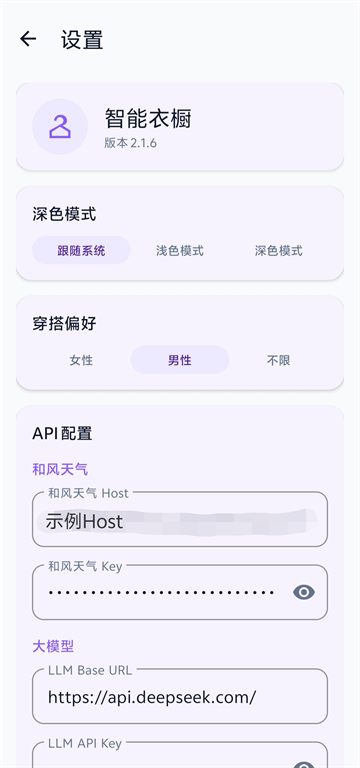 设置
智能衣橱
版本 2.1.6
深色模式
跟随系统 浅色模式 深色模式
穿搭偏好
女性 男性 不限
API 配置
和风天气
和风天气 Host
示例Host
和风天气 Key
•••••••••••••••••••••••••••
大模型
LLM Base URL
https://api.deepseek.com/
LLM API Key